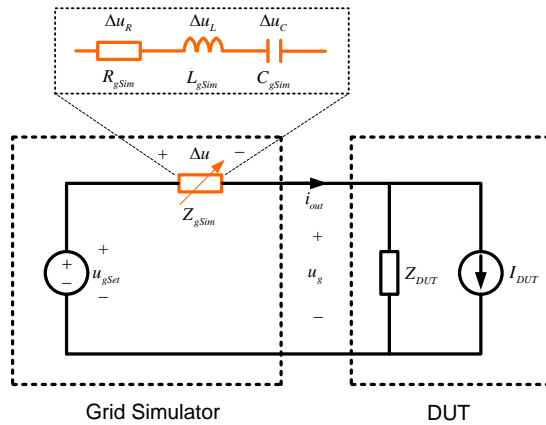 Δu_R Δu_L Δu_C
R_gSim L_gSim C_gSim
+ Δu −
Z_gSim
i_out
+ + +
− u_gSet u_g Z_DUT I_DUT
− −
Grid Simulator DUT